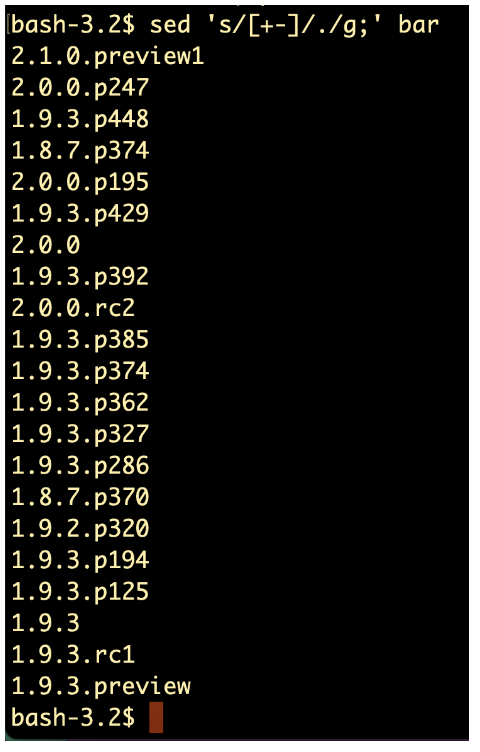 bash-3.2$ sed 's/[+-]/./g;' bar
2.1.0.preview1
2.0.0.p247
1.9.3.p448
1.8.7.p374
2.0.0.p195
1.9.3.p429
2.0.0
1.9.3.p392
2.0.0.rc2
1.9.3.p385
1.9.3.p374
1.9.3.p362
1.9.3.p327
1.9.3.p286
1.8.7.p370
1.9.2.p320
1.9.3.p194
1.9.3.p125
1.9.3
1.9.3.rc1
1.9.3.preview
bash-3.2$